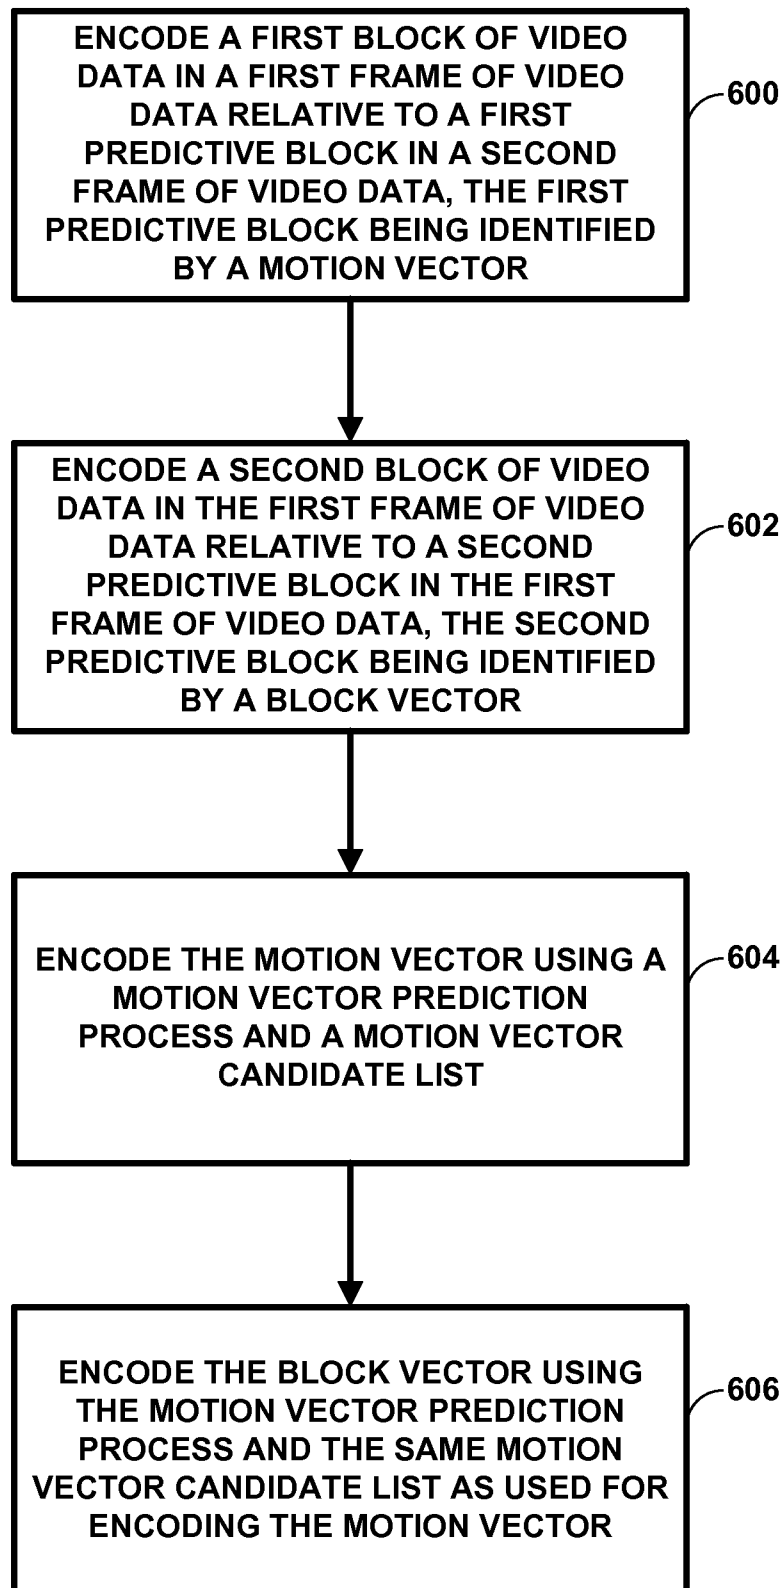 ENCODE A FIRST BLOCK OF VIDEO
DATA IN A FIRST FRAME OF VIDEO
DATA RELATIVE TO A FIRST
PREDICTIVE BLOCK IN A SECOND
FRAME OF VIDEO DATA, THE FIRST
PREDICTIVE BLOCK BEING IDENTIFIED
BY A MOTION VECTOR
600
ENCODE A SECOND BLOCK OF VIDEO
DATA IN THE FIRST FRAME OF VIDEO
DATA RELATIVE TO A SECOND
PREDICTIVE BLOCK IN THE FIRST
FRAME OF VIDEO DATA, THE SECOND
PREDICTIVE BLOCK BEING IDENTIFIED
BY A BLOCK VECTOR
602
ENCODE THE MOTION VECTOR USING A
MOTION VECTOR PREDICTION
PROCESS AND A MOTION VECTOR
CANDIDATE LIST
604
ENCODE THE BLOCK VECTOR USING
THE MOTION VECTOR PREDICTION
PROCESS AND THE SAME MOTION
VECTOR CANDIDATE LIST AS USED FOR
ENCODING THE MOTION VECTOR
606